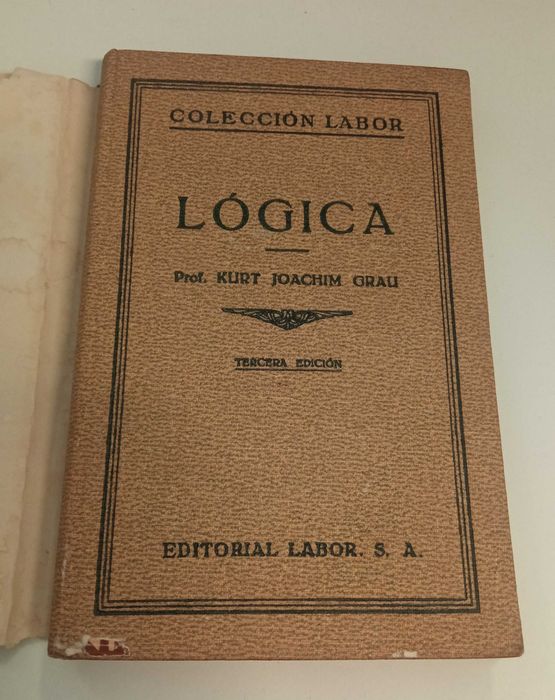 COLECCIÓN LABOR
LÓGICA
Prof. KURT JOACHIM GRAU
TERCERA EDICIÓN
EDITORIAL LABOR. S. A.